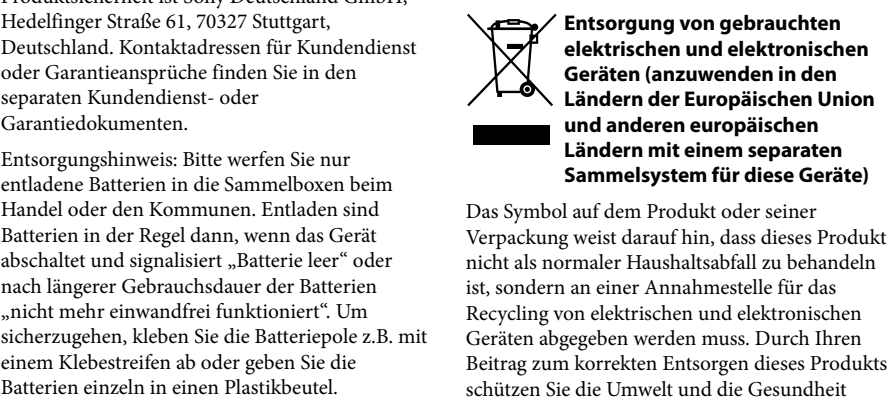 Produktsicherheit ist Sony Deutschland GmbH,
Hedelfinger Straße 61, 70327 Stuttgart,
Deutschland. Kontaktadressen für Kundendienst
oder Garantieansprüche finden Sie in den
separaten Kundendienst- oder
Garantiedokumenten.
Entsorgungshinweis: Bitte werfen Sie nur
entladene Batterien in die Sammelboxen beim
Handel oder den Kommunen. Entladen sind
Batterien in der Regel dann, wenn das Gerät
abschaltet und signalisiert „Batterie leer“ oder
nach längerer Gebrauchsdauer der Batterien
„nicht mehr einwandfrei funktioniert“. Um
sicherzugehen, kleben Sie die Batteriepole z.B. mit
einem Klebestreifen ab oder geben Sie die
Batterien einzeln in einen Plastikbeutel.
Entsorgung von gebrauchten
elektrischen und elektronischen
Geräten (anzuwenden in den
Ländern der Europäischen Union
und anderen europäischen
Ländern mit einem separaten
Sammelsystem für diese Geräte)
Das Symbol auf dem Produkt oder seiner
Verpackung weist darauf hin, dass dieses Produkt
nicht als normaler Haushaltsabfall zu behandeln
ist, sondern an einer Annahmestelle für das
Recycling von elektrischen und elektronischen
Geräten abgegeben werden muss. Durch Ihren
Beitrag zum korrekten Entsorgen dieses Produkts
schützen Sie die Umwelt und die Gesundheit